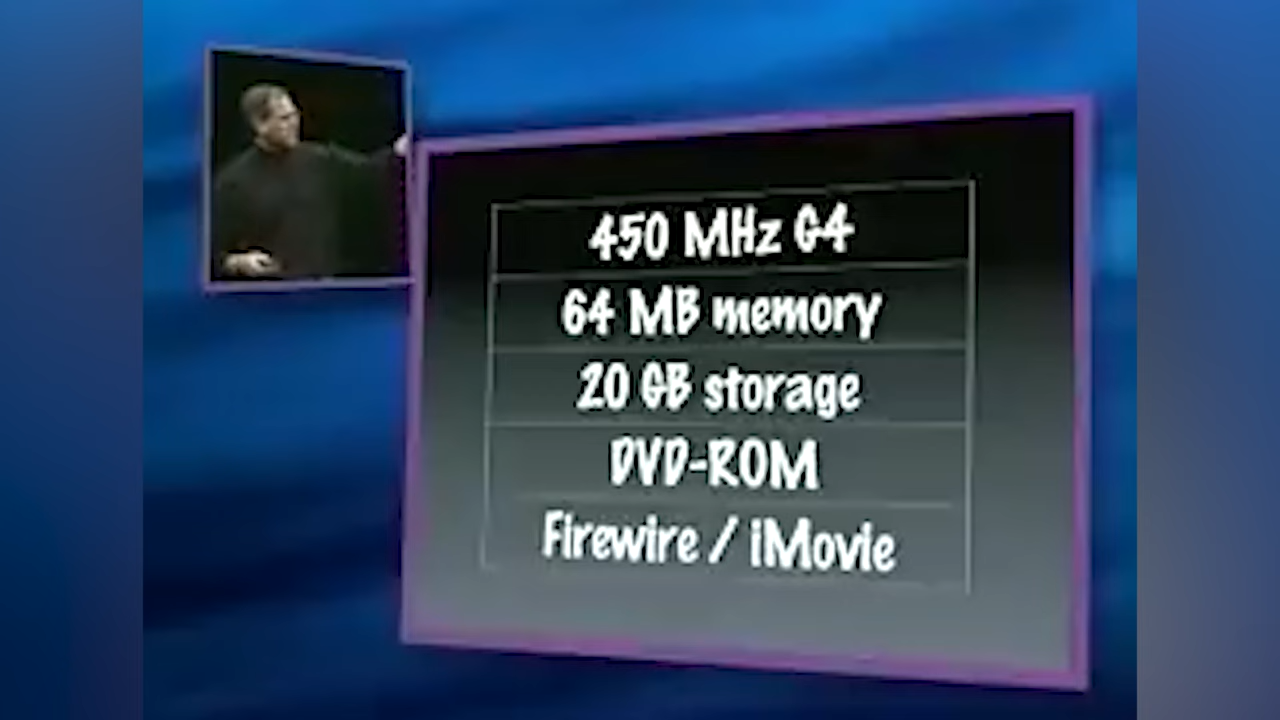 450 MHz G4
64 MB memory
20 GB storage
DVD-ROM
Firewire / iMovie